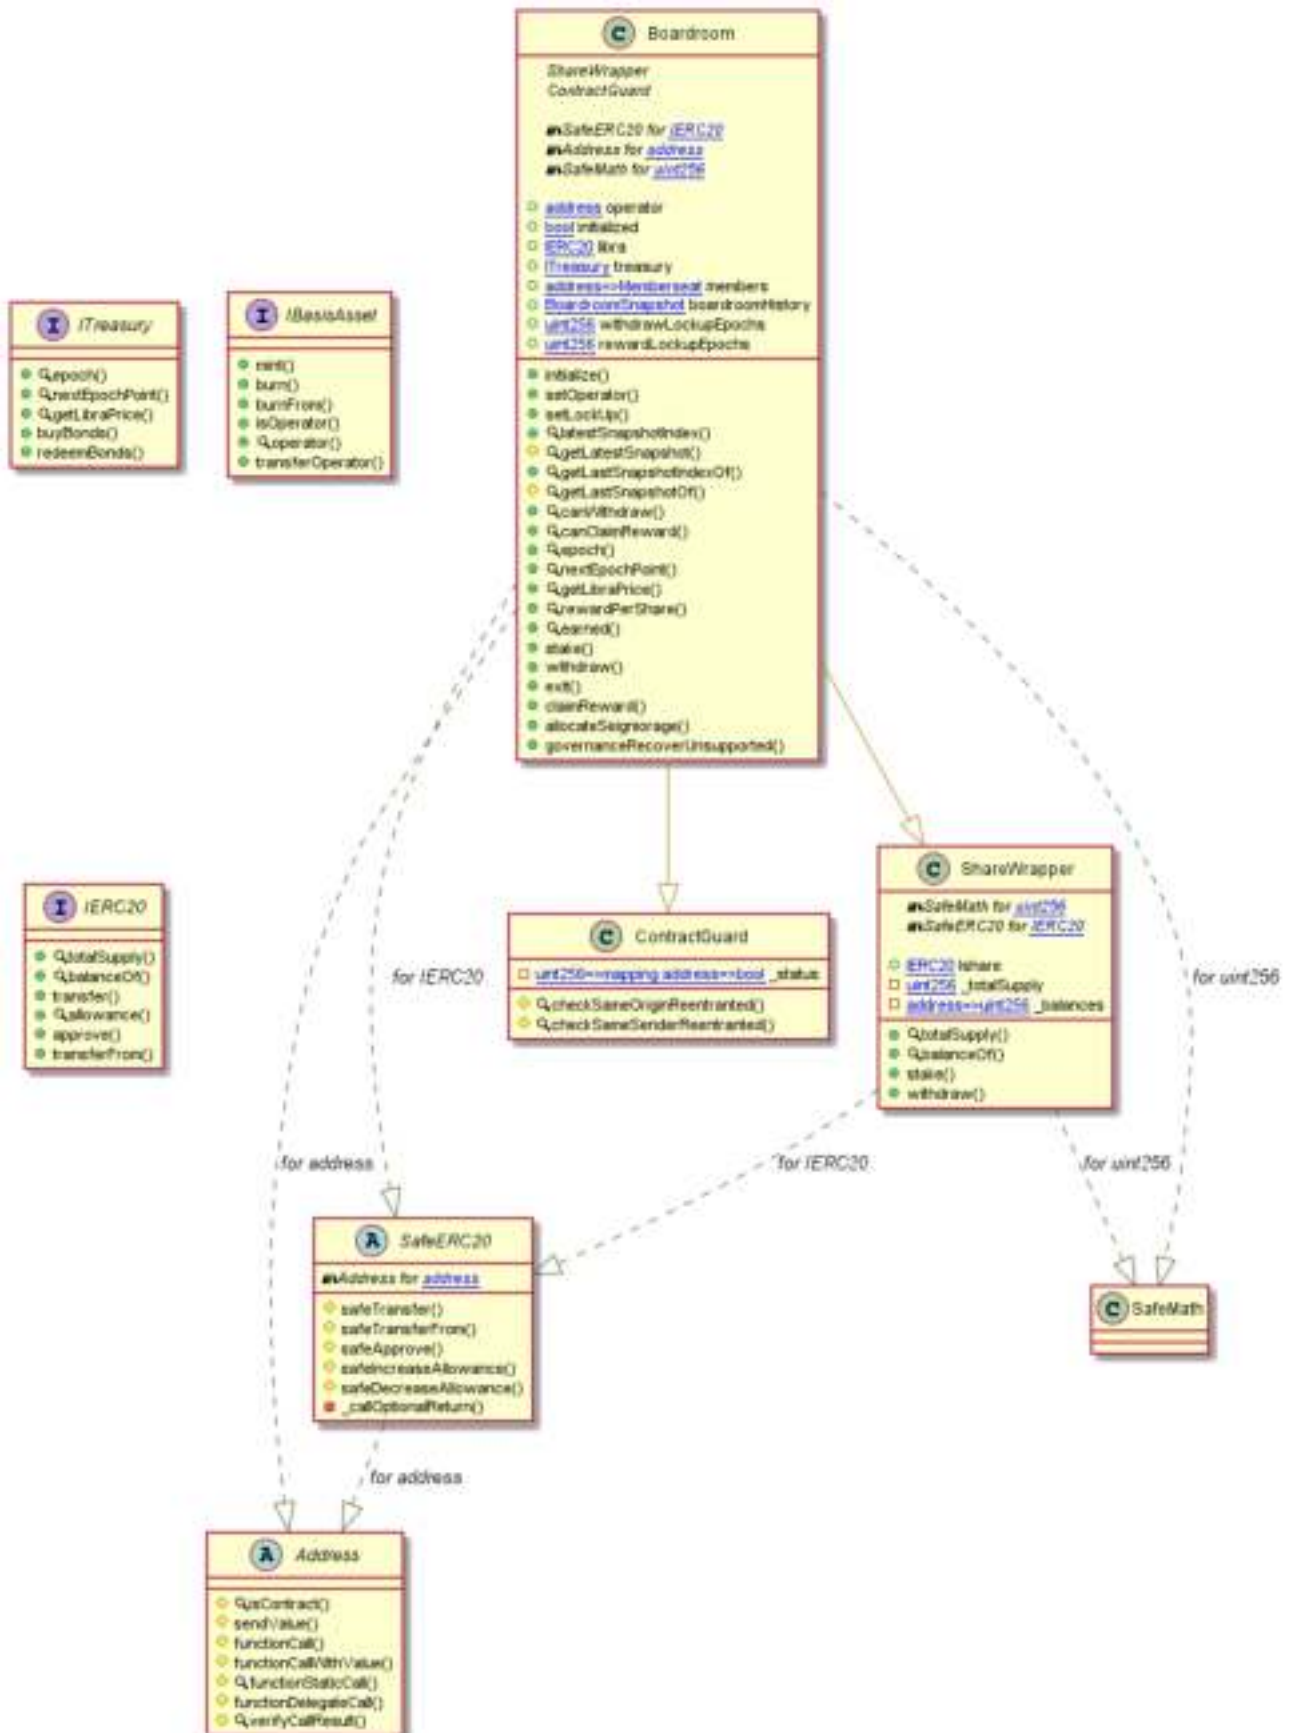 C Boardroom
ShareWrapper
ContractGuard
SafeERC20 for IERC20
Address for address
SafeMath for uint256
address operator
bool initialized
IERC20 libra
ITreasury treasury
address=>Memberseat members
BoardroomSnapshot boardroomHistory
uint256 withdrawLockupEpochs
uint256 rewardLockupEpochs
initialize()
setOperator()
setLockUp()
latestSnapshotIndex()
getLatestSnapshot()
getLastSnapshotIndexOf()
getLastSnapshotOf()
canWithdraw()
canClaimReward()
epoch()
nextEpochPoint()
getLibraPrice()
rewardPerShare()
earned()
stake()
withdraw()
exit()
claimReward()
allocateSeigniorage()
governanceRecoverUnsupported()
I ITreasury
epoch()
nextEpochPoint()
getLibraPrice()
buyBonds()
redeemBonds()
I IBasisAsset
mint()
burn()
burnFrom()
isOperator()
operator()
transferOperator()
I IERC20
totalSupply()
balanceOf()
transfer()
allowance()
approve()
transferFrom()
for IERC20
C ContractGuard
uint256=>mapping address=>bool _status
checkSameOriginReentranted()
checkSameSenderReentranted()
C ShareWrapper
SafeMath for uint256
SafeERC20 for IERC20
IERC20 lshare
uint256 _totalSupply
address=>uint256 _balances
totalSupply()
balanceOf()
stake()
withdraw()
for uint256
for address
for IERC20
for uint256
A SafeERC20
Address for address
safeTransfer()
safeTransferFrom()
safeApprove()
safeIncreaseAllowance()
safeDecreaseAllowance()
_callOptionalReturn()
C SafeMath
for address
A Address
isContract()
sendValue()
functionCall()
functionCallWithValue()
functionStaticCall()
functionDelegateCall()
verifyCallResult()